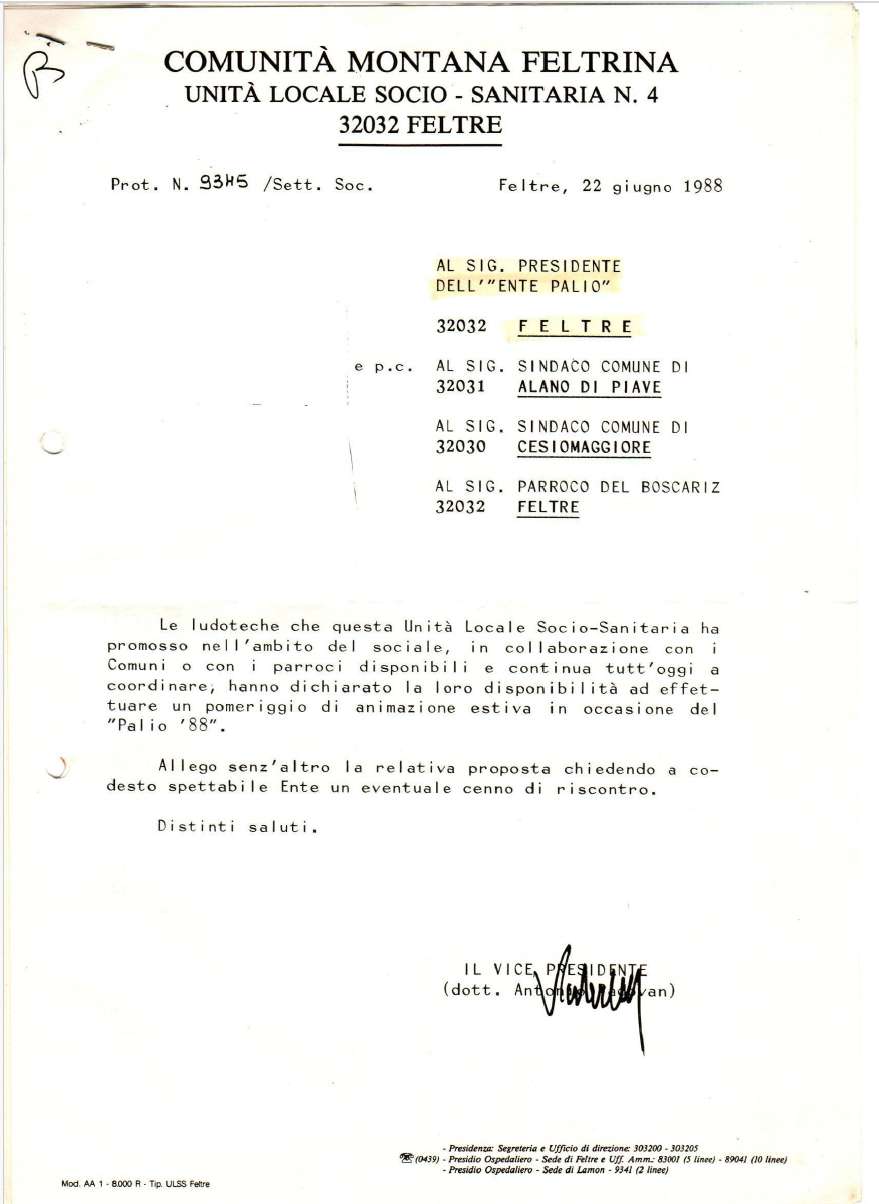 COMUNITÀ MONTANA FELTRINA
UNITÀ LOCALE SOCIO - SANITARIA N. 4
32032 FELTRE
Prot. N. 9345 /Sett. Soc. Feltre, 22 giugno 1988
AL SIG. PRESIDENTE
DELL'"ENTE PALIO"
32032 F E L T R E
e p.c. AL SIG. SINDACO COMUNE DI
32031 ALANO DI PIAVE
AL SIG. SINDACO COMUNE DI
32030 CESIOMAGGIORE
AL SIG. PARROCO DEL BOSCARIZ
32032 FELTRE
Le ludoteche che questa Unità Locale Socio-Sanitaria ha
promosso nell'ambito del sociale, in collaborazione con i
Comuni o con i parroci disponibili e continua tutt'oggi a
coordinare, hanno dichiarato la loro disponibilità ad effet-
tuare un pomeriggio di animazione estiva in occasione del
"Palio '88".
Allego senz'altro la relativa proposta chiedendo a co-
desto spettabile Ente un eventuale cenno di riscontro.
Distinti saluti.
IL VICE PRESIDENTE
(dott.
- Presidenza: Segreteria e Ufficio di direzione: 303200 - 303205
☎ (0439) - Presidio Ospedaliero - Sede di Feltre e Uff. Amm.: 83001 (5 linee) - 89041 (10 linee)
- Presidio Ospedaliero - Sede di Lamon - 9341 (2 linee)
Mod. AA 1 - 8.000 R - Tip. ULSS Feltre